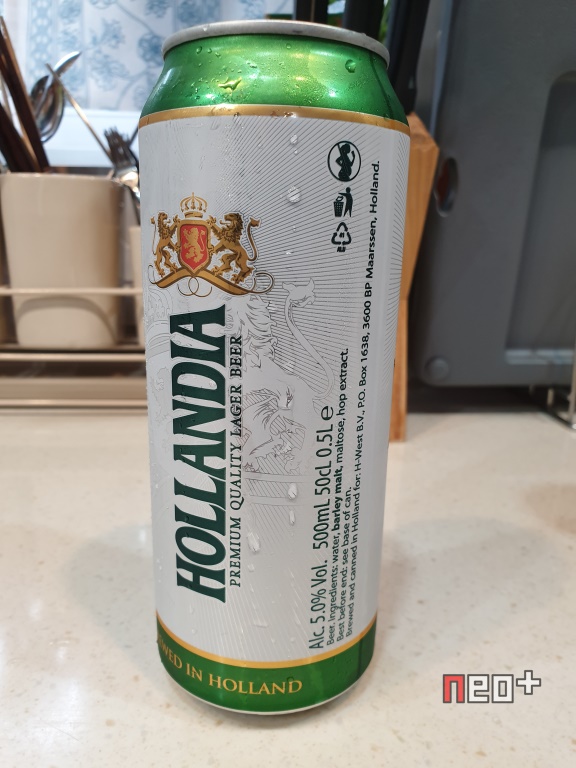 HOLLANDIA
PREMIUM QUALITY LAGER BEER
Alc. 5.0% Vol. 500mL 50cL 0.5L e
Beer. Ingredients: water, barley malt, maltose, hop extract.
Best before end: see base of can.
Brewed and canned in Holland for: H-West B.V., P.O. Box 1638, 3600 BP Maarssen, Holland.
WED IN HOLLAND
neo+